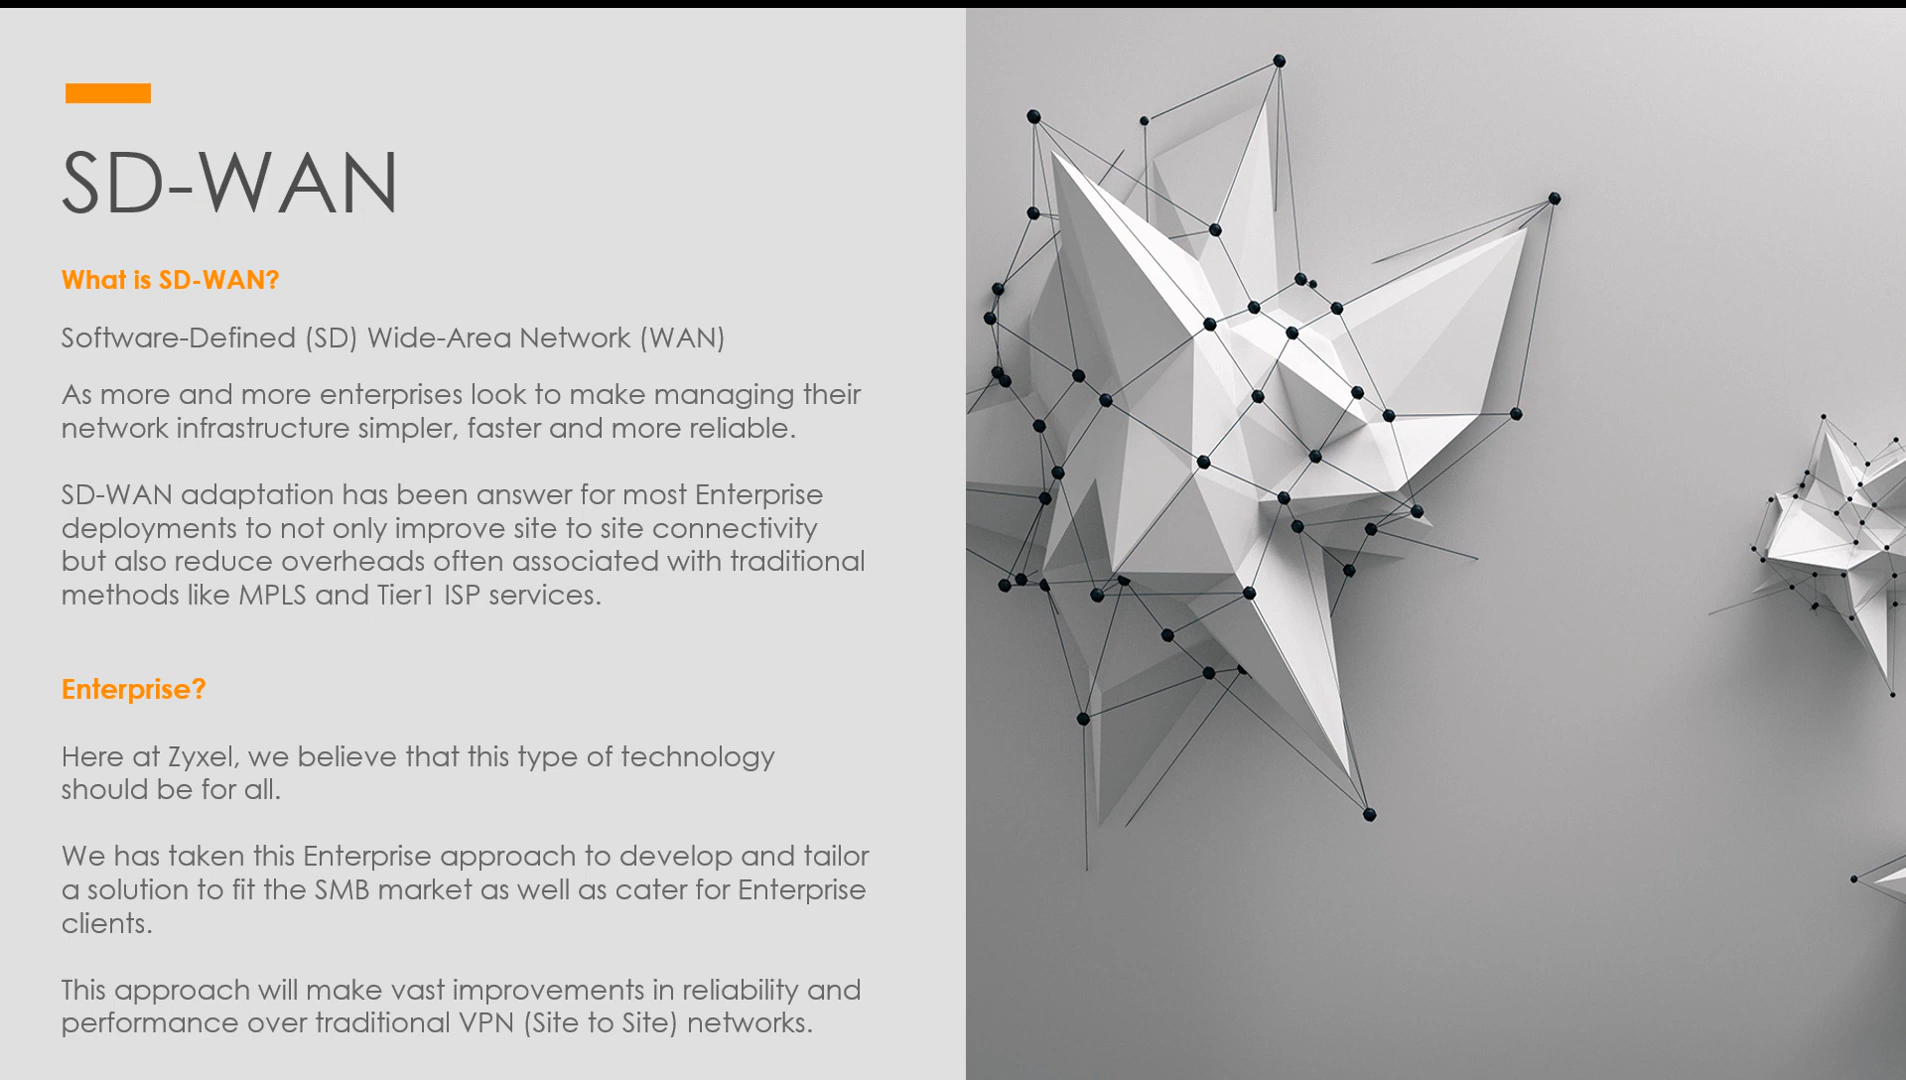 SD-WAN
What is SD-WAN?
Software-Defined (SD) Wide-Area Network (WAN)
As more and more enterprises look to make managing their
network infrastructure simpler, faster and more reliable.
SD-WAN adaptation has been answer for most Enterprise
deployments to not only improve site to site connectivity
but also reduce overheads often associated with traditional
methods like MPLS and Tier1 ISP services.
Enterprise?
Here at Zyxel, we believe that this type of technology
should be for all.
We has taken this Enterprise approach to develop and tailor
a solution to fit the SMB market as well as cater for Enterprise
clients.
This approach will make vast improvements in reliability and
performance over traditional VPN (Site to Site) networks.